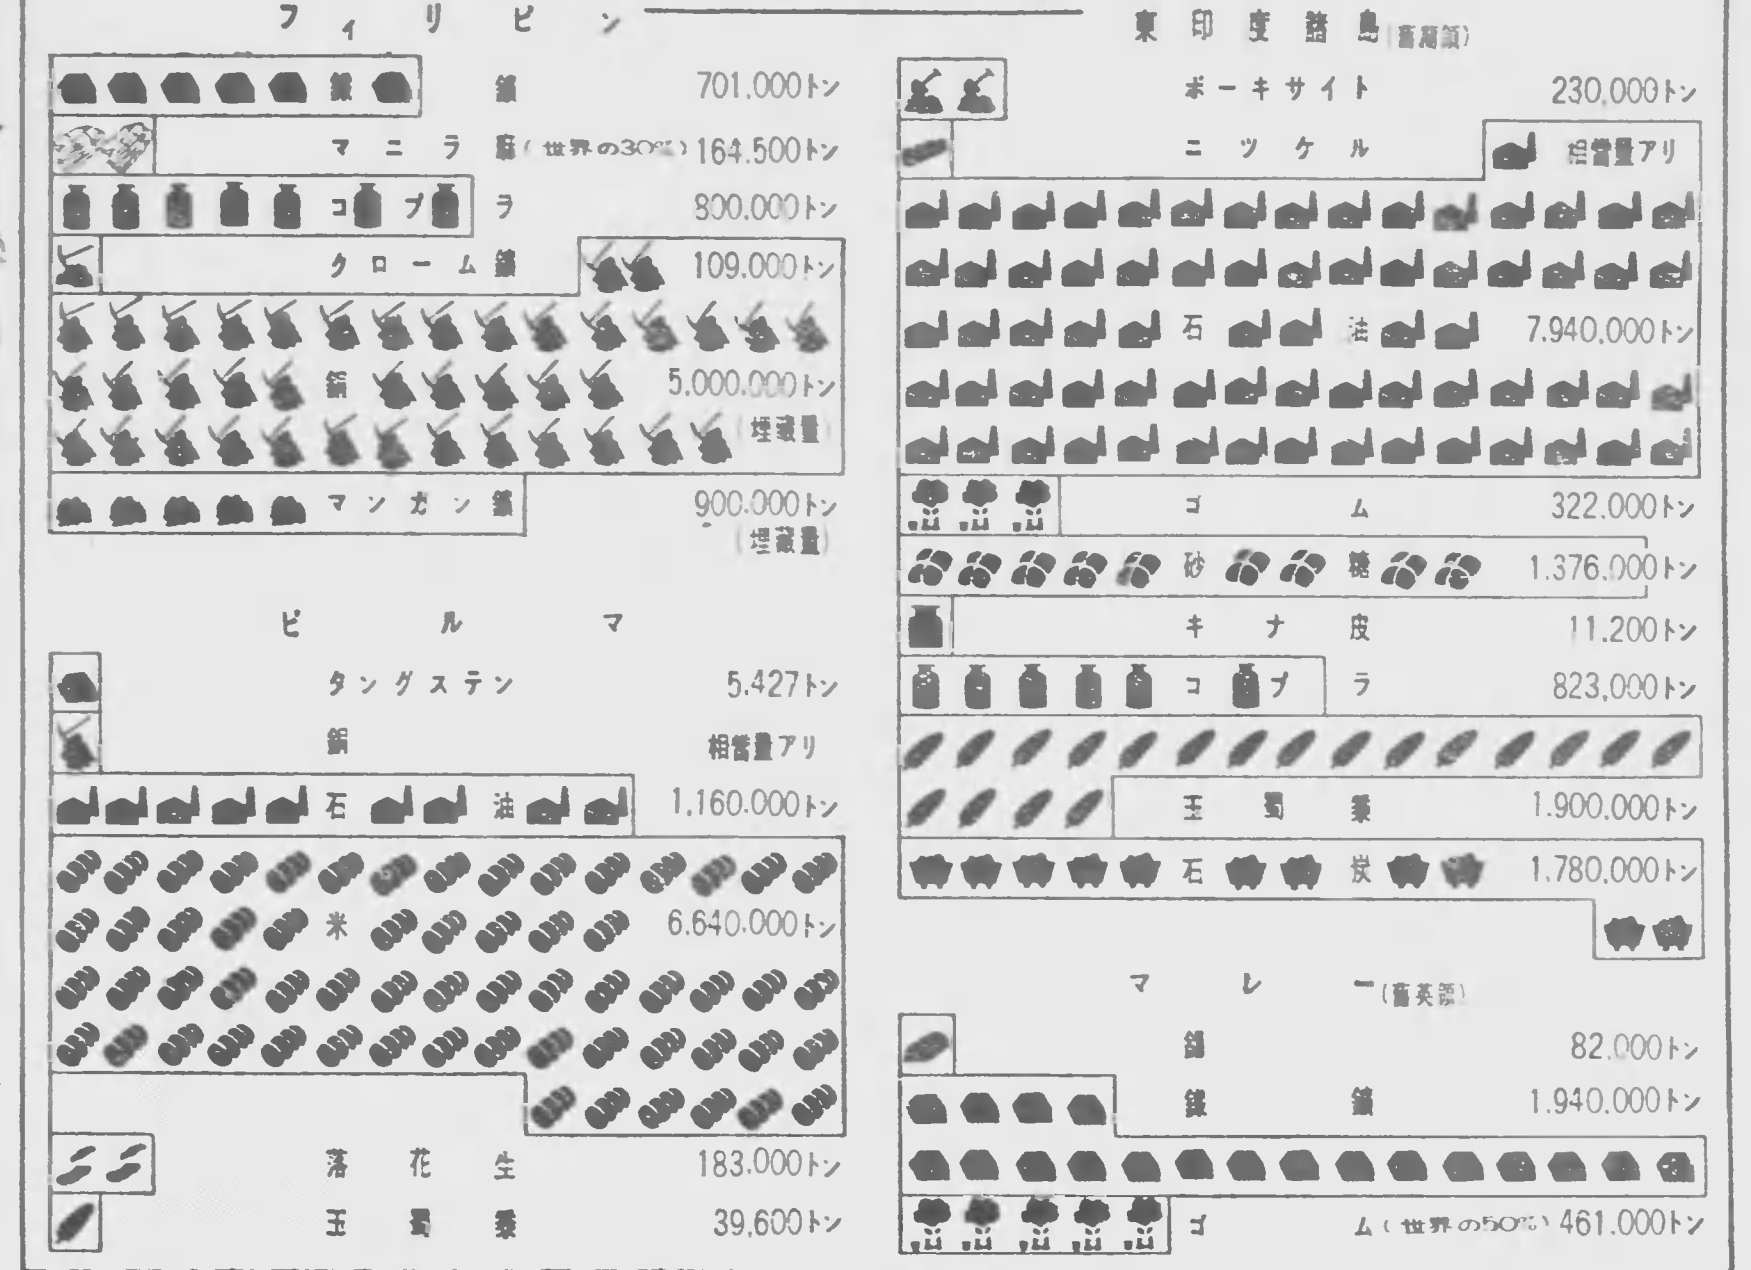 フィリピン
鐵鑛 701.000トン
マニラ麻(世界の30%) 164.500トン
コプラ 800.000トン
クローム鑛 109.000トン
銅 5.000.000トン
(埋蔵量)
マンガン鑛 900.000トン
(埋蔵量)
ビルマ
タングステン 5.427トン
銅 相當量アリ
石油 1.160.000トン
米 6.640.000トン
落花生 183.000トン
玉蜀黍 39,600トン
東印度諸島(舊蘭領)
ボーキサイト 230,000トン
ニツケル 相當量アリ
石油 7.940.000トン
ゴム 322.000トン
砂糖 1.376.000トン
キナ皮 11.200トン
コプラ 823,000トン
玉蜀黍 1.900.000トン
石炭 1.780,000トン
マレー(舊英領)
錫 82.000トン
鐵鑛 1.940.000トン
ゴム(世界の50%) 461.000トン